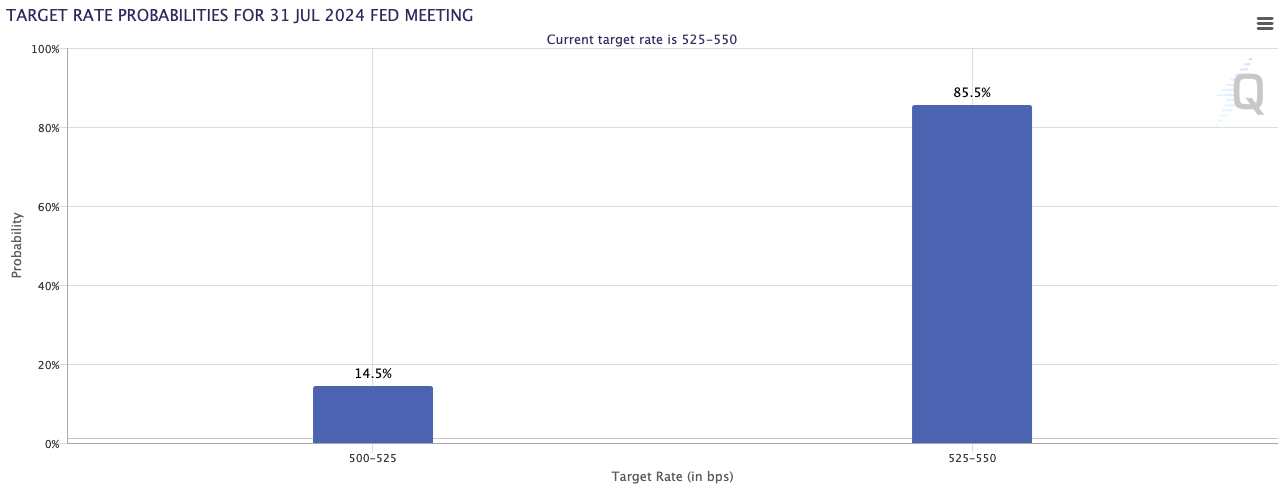 TARGET RATE PROBABILITIES FOR 31 JUL 2024 FED MEETING
Current target rate is 525–550
100%
80%
60%
40%
20%
0%
Probability
14.5%
85.5%
500–525
525–550
Target Rate (in bps)
Q